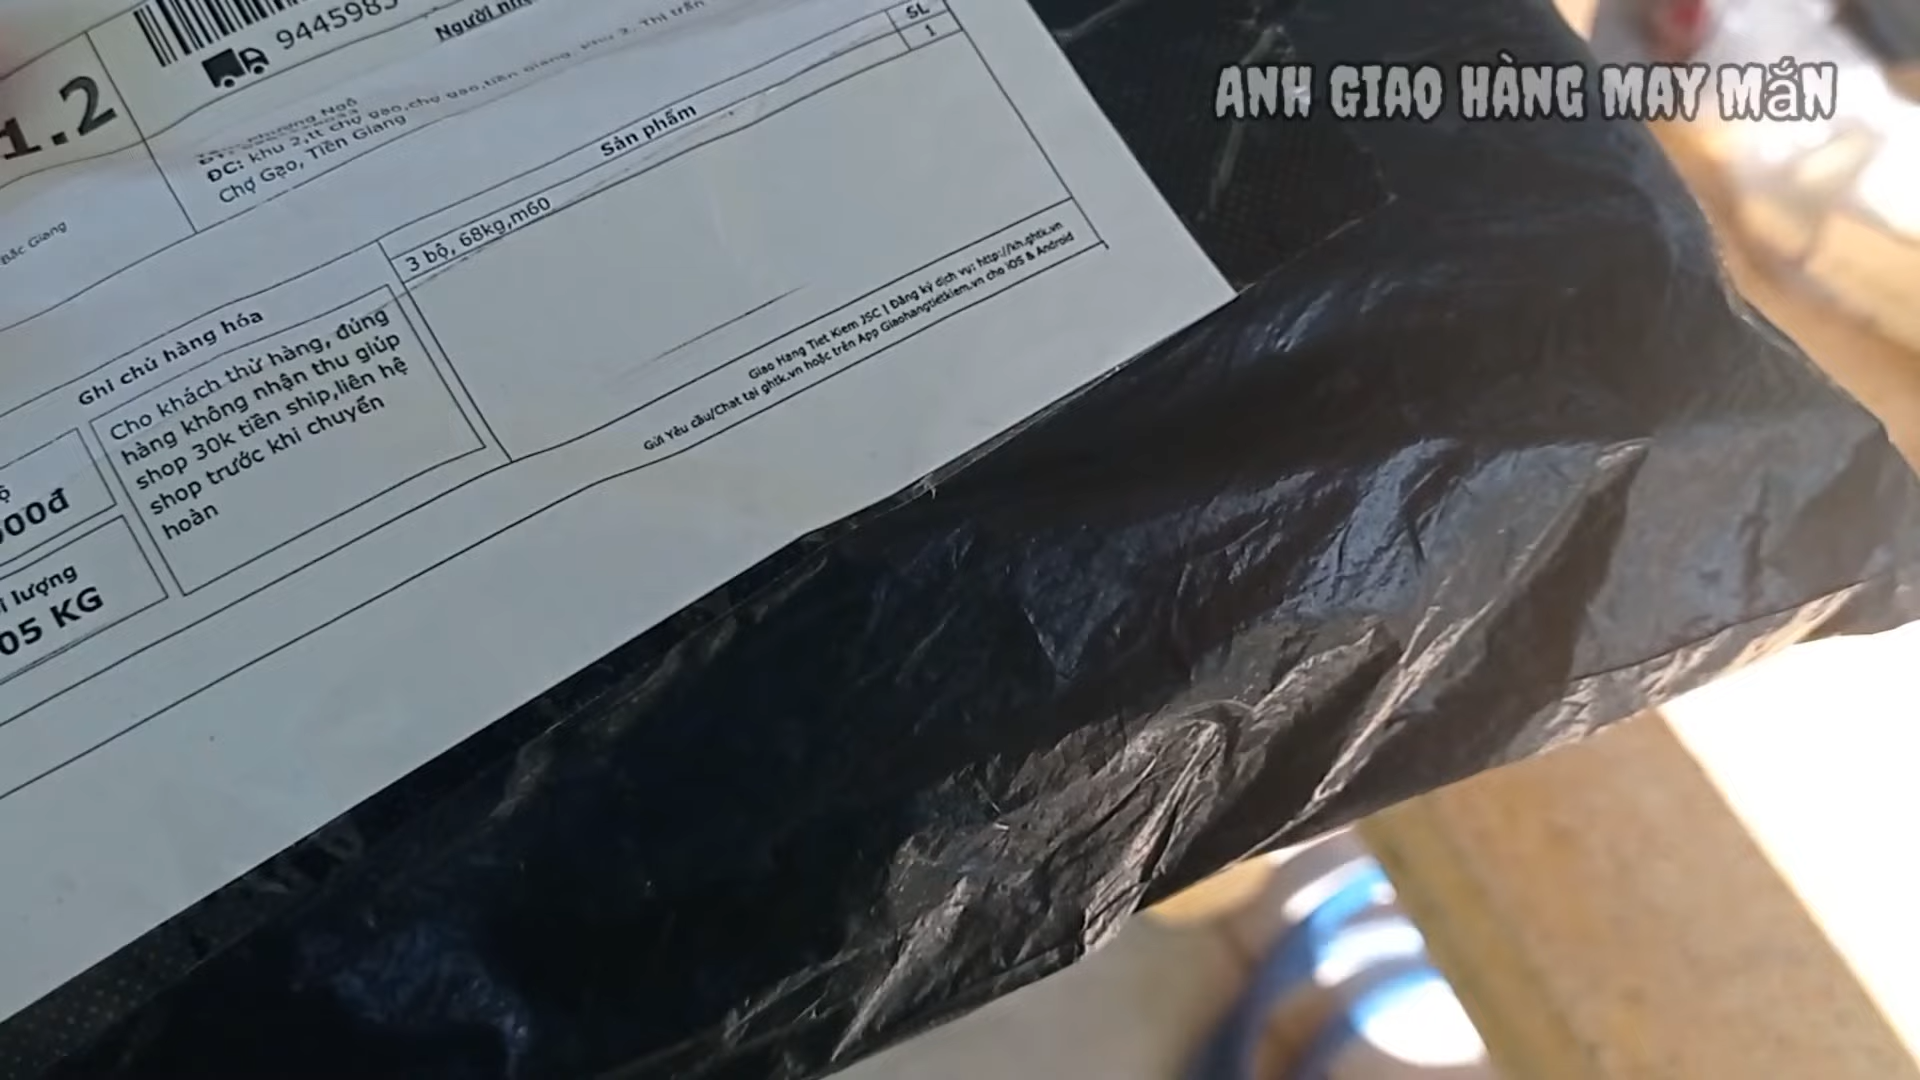 ANH GIAO HÀNG MAY MẮN
1.2
9445985
Người
ĐC: khu 2,tt chợ gạo,chợ gạo,tiền giang, khu 2, Thị trấn
Chợ Gạo, Tiền Giang
Bắc Giang
Sản phẩm
SL
3 bộ, 68kg,m60
1
Ghi chú hàng hóa
Cho khách thử hàng, đúng
hàng không nhận thu giúp
shop 30k tiền ship,liên hệ
shop trước khi chuyển
hoàn
000đ
lượng
05 KG
Giao Hang Tiet Kiem JSC | Đăng ký dịch vụ: http://kh.ghtk.vn
Gửi Yêu cầu/Chat tại ghtk.vn hoặc trên App Giaohangtietkiem.vn cho iOS & Android